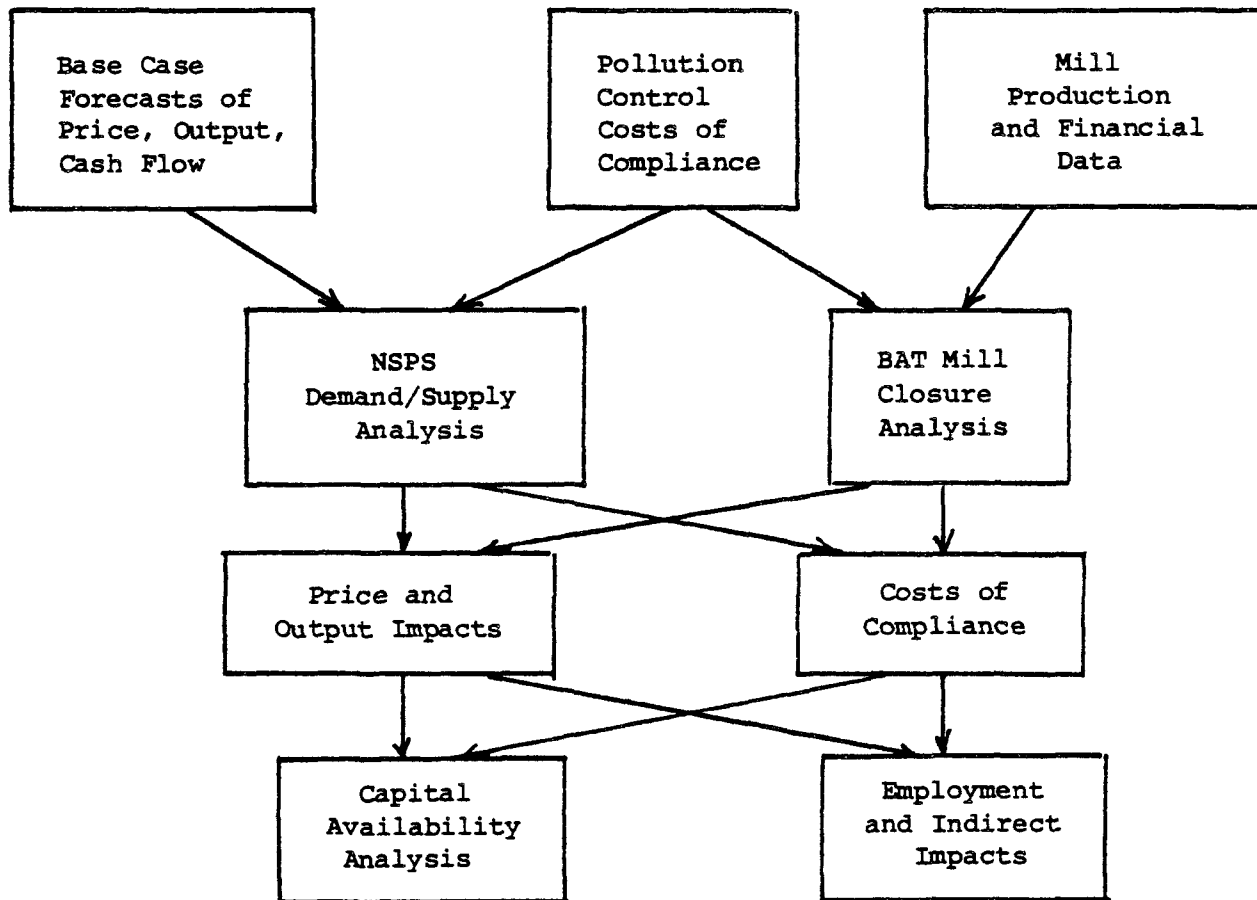 Base Case
Forecasts of
Price, Output,
Cash Flow
Pollution
Control
Costs of
Compliance
Mill
Production
and Financial
Data
NSPS
Demand/Supply
Analysis
BAT Mill
Closure
Analysis
Price and
Output Impacts
Costs of
Compliance
Capital
Availability
Analysis
Employment
and Indirect
Impacts